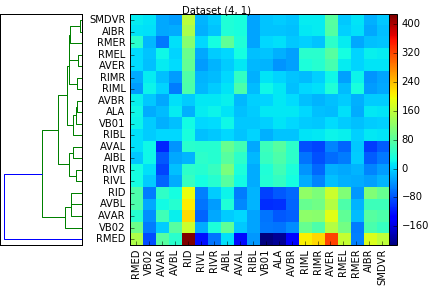 Dataset (4, 1)
SMDVR
AIBR
RMER
RMEL
AVER
RIMR
RIML
AVBR
ALA
VB01
RIBL
AVAL
AIBL
RIVR
RIVL
RID
AVBL
AVAR
VB02
RMED
400
320
240
160
80
0
−80
−160
RMED VB02 AVAR AVBL RID RIVL RIVR AIBL AVAL RIBL VB01 ALA AVBR RIML RIMR AVER RMEL RMER AIBR SMDVR